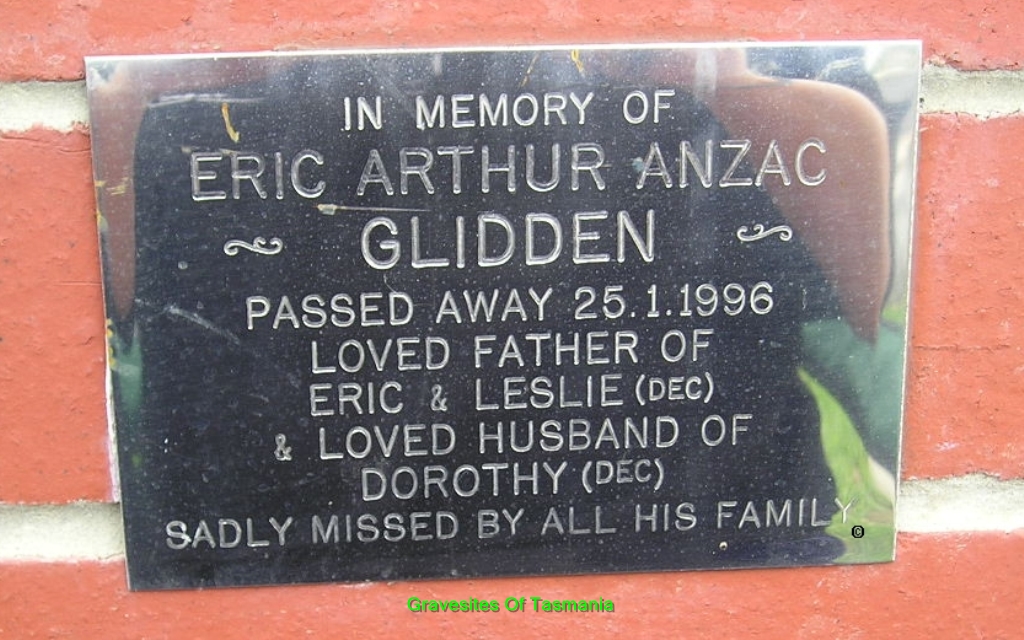 IN MEMORY OF
ERIC ARTHUR ANZAC
GLIDDEN
PASSED AWAY 25.1.1996
LOVED FATHER OF
ERIC & LESLIE (DEC)
& LOVED HUSBAND OF
DOROTHY (DEC)
SADLY MISSED BY ALL HIS FAMILY
©
Gravesites Of Tasmania